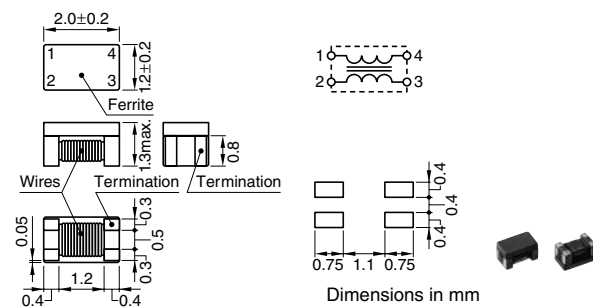 2.0±0.2
1 4
2 3
1.2±0.2
Ferrite
1 4
2 3
1.3max.
0.8
Wires Termination Termination
0.05
0.3
0.5
0.3
0.4 1.2 0.4
0.4
0.4
0.4
0.75 1.1 0.75
Dimensions in mm